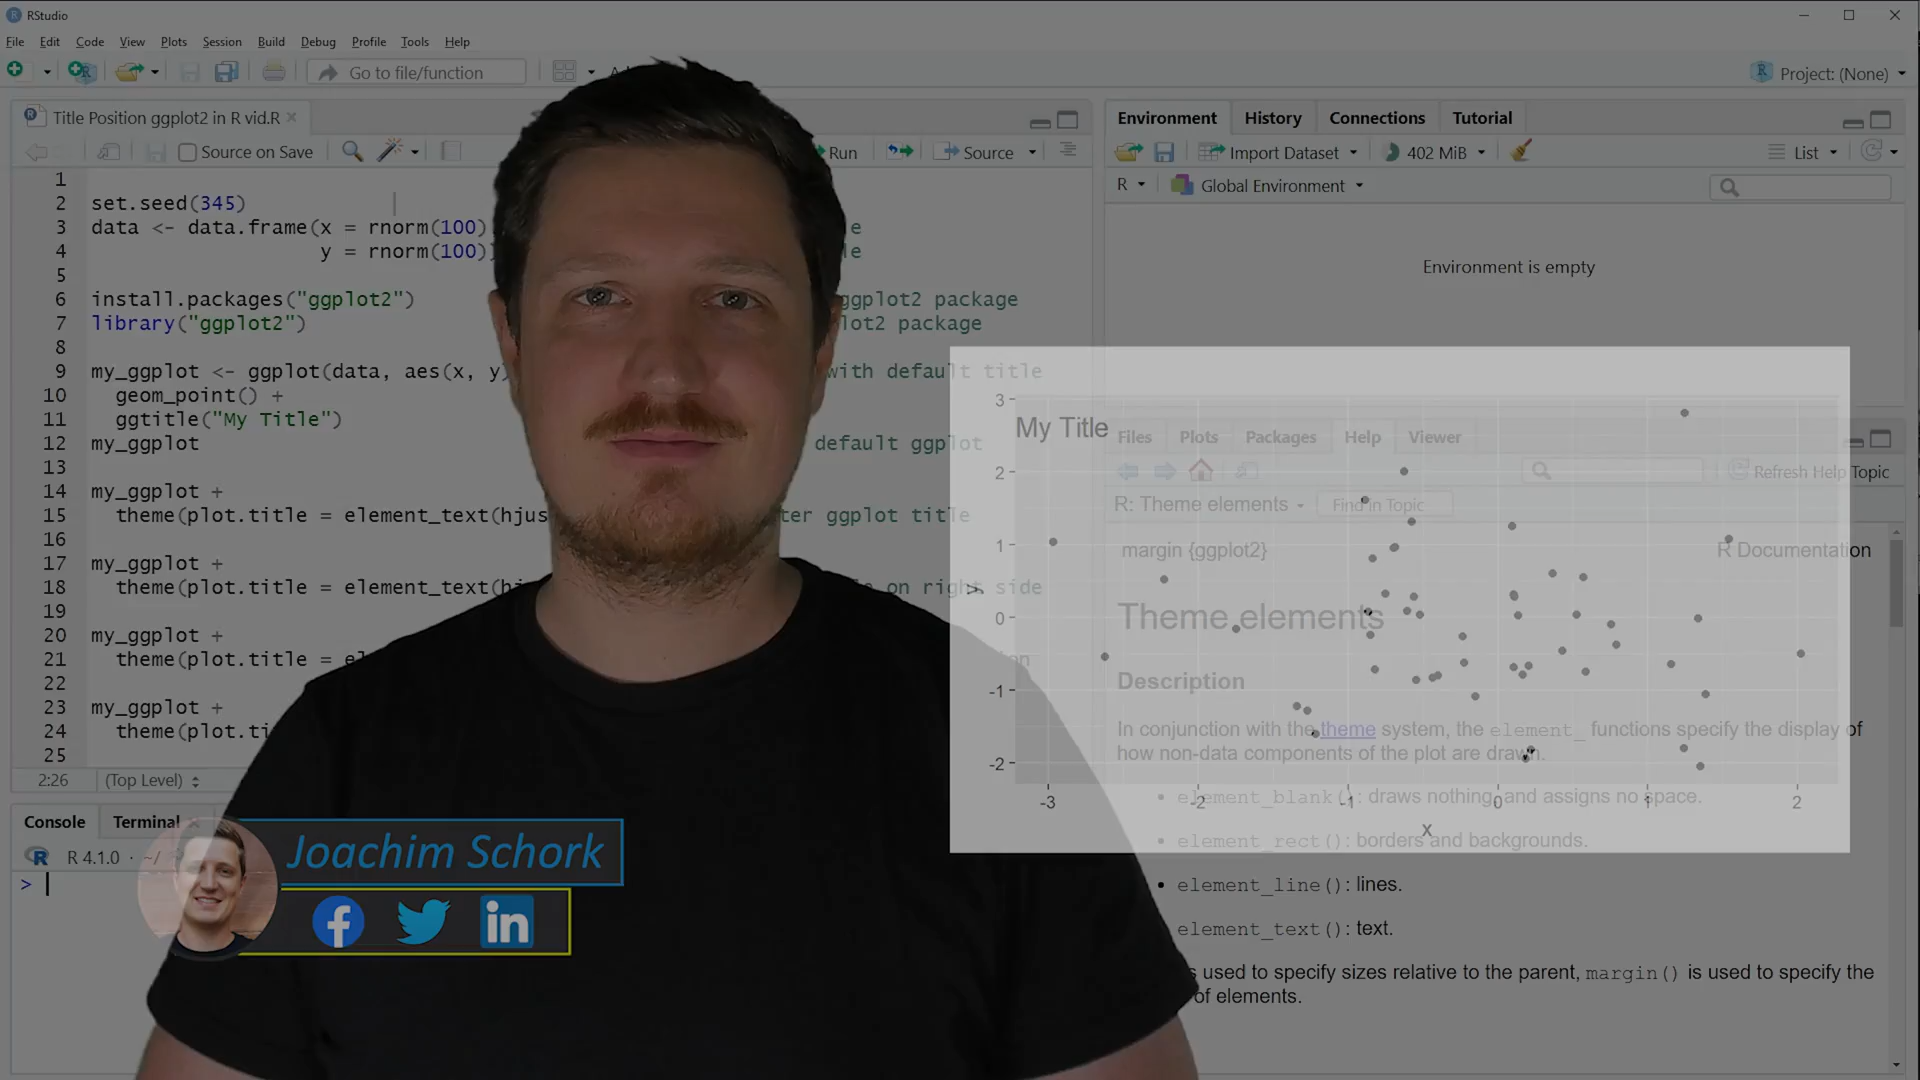 RStudio
File Edit Code View Plots Session Build Debug Profile Tools Help
Go to file/function
Project: (None)
Title Position ggplot2 in R vid.R
Source on Save
Run
Source
1
2 set.seed(345)
3 data <- data.frame(x = rnorm(100)
4 y = rnorm(100)
5
6 install.packages("ggplot2") ggplot2 package
7 library("ggplot2") package
8
9 my_ggplot <- ggplot(data, aes(x, y) with default title
10 geom_point() +
11 ggtitle("My Title")
12 my_ggplot default ggplot
13
14 my_ggplot +
15 theme(plot.title = element_text(hjus ggplot title
16
17 my_ggplot +
18 theme(plot.title = element_text(hj on right side
19
20 my_ggplot +
21 theme(plot.title = el
22
23 my_ggplot +
24 theme(plot.ti
25
2:26 (Top Level)
Console Terminal
R 4.1.0 · ~/
>
Joachim Schork
in
Environment History Connections Tutorial
Import Dataset 402 MiB List
R Global Environment
Environment is empty
My Title
3
2
1
0
-1
-2
y
-3 -2 -1 0 1 2
x
Files Plots Packages Help Viewer
Refresh Help Topic
R: Theme elements Find in Topic
margin {ggplot2} R Documentation
Theme elements
Description
In conjunction with the theme system, the element_ functions specify the display of
how non-data components of the plot are drawn.
element_blank(): draws nothing, and assigns no space.
element_rect(): borders and backgrounds.
element_line(): lines.
element_text(): text.
used to specify sizes relative to the parent, margin() is used to specify the
of elements.